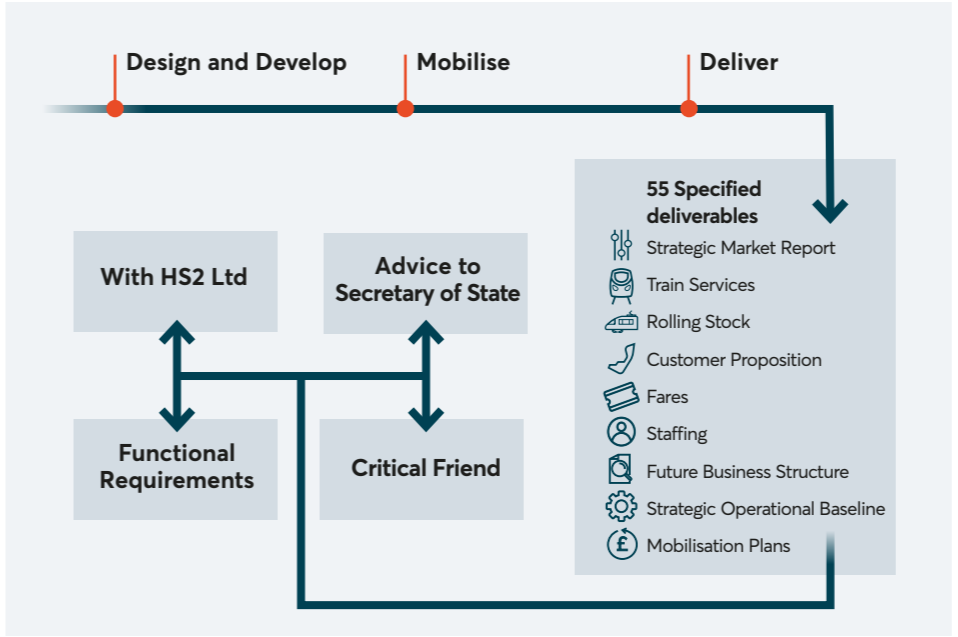 Design and Develop
Mobilise
Deliver
55 Specified
deliverables
Strategic Market Report
Train Services
Rolling Stock
Customer Proposition
Fares
Staffing
Future Business Structure
Strategic Operational Baseline
£
Mobilisation Plans
With HS2 Ltd
Advice to
Secretary of State
Functional
Requirements
Critical Friend